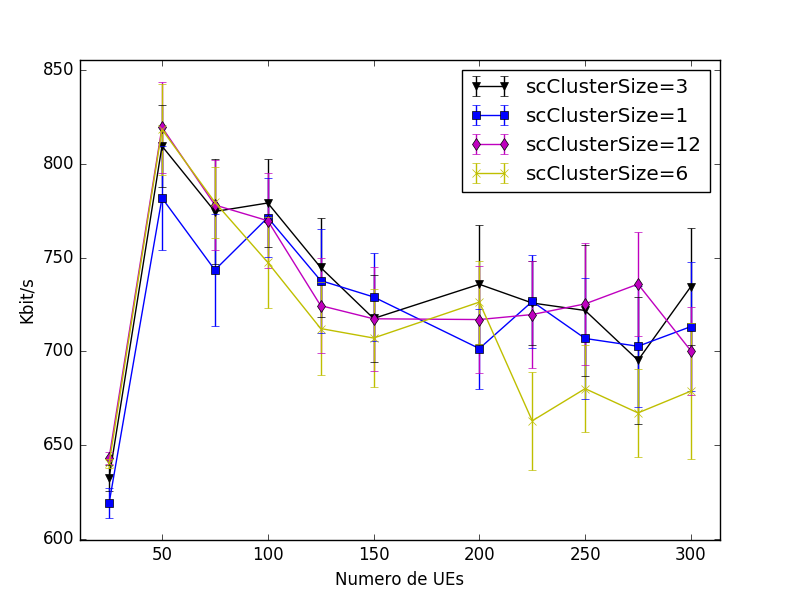 850
800
750
700
650
600
Kbit/s
scClusterSize=3
scClusterSize=1
scClusterSize=12
scClusterSize=6
50 100 150 200 250 300
Numero de UEs